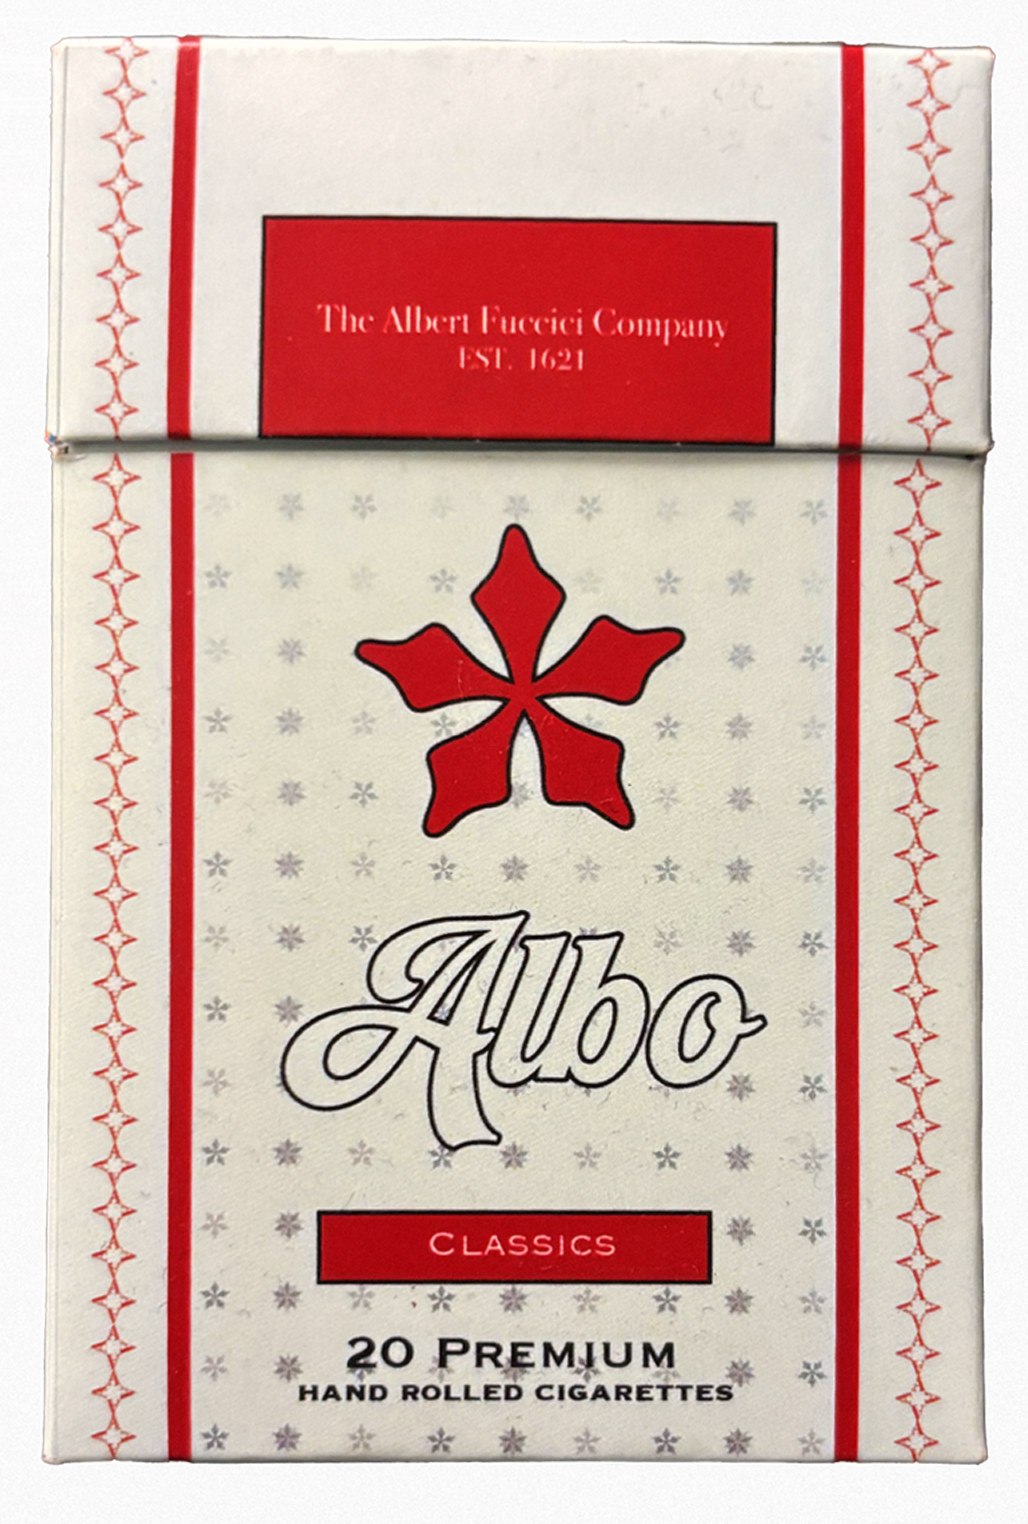 The Albert Fuccici Company
EST. 1621
Albo
CLASSICS
20 PREMIUM
HAND ROLLED CIGARETTES